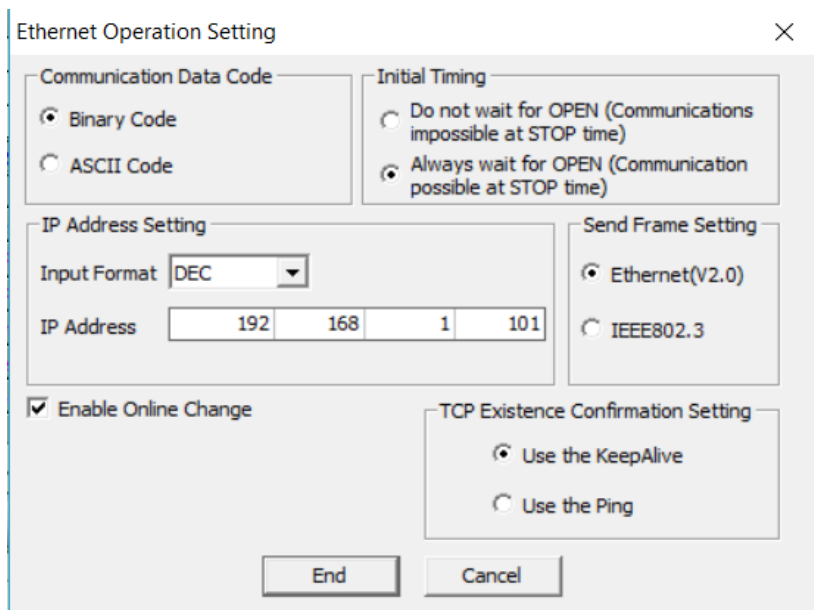 Ethernet Operation Setting
Communication Data Code
Binary Code
ASCII Code
Initial Timing
Do not wait for OPEN (Communications
impossible at STOP time)
Always wait for OPEN (Communication
possible at STOP time)
IP Address Setting
Input Format DEC
IP Address 192 168 1 101
Send Frame Setting
Ethernet(V2.0)
IEEE802.3
Enable Online Change
TCP Existence Confirmation Setting
Use the KeepAlive
Use the Ping
End Cancel